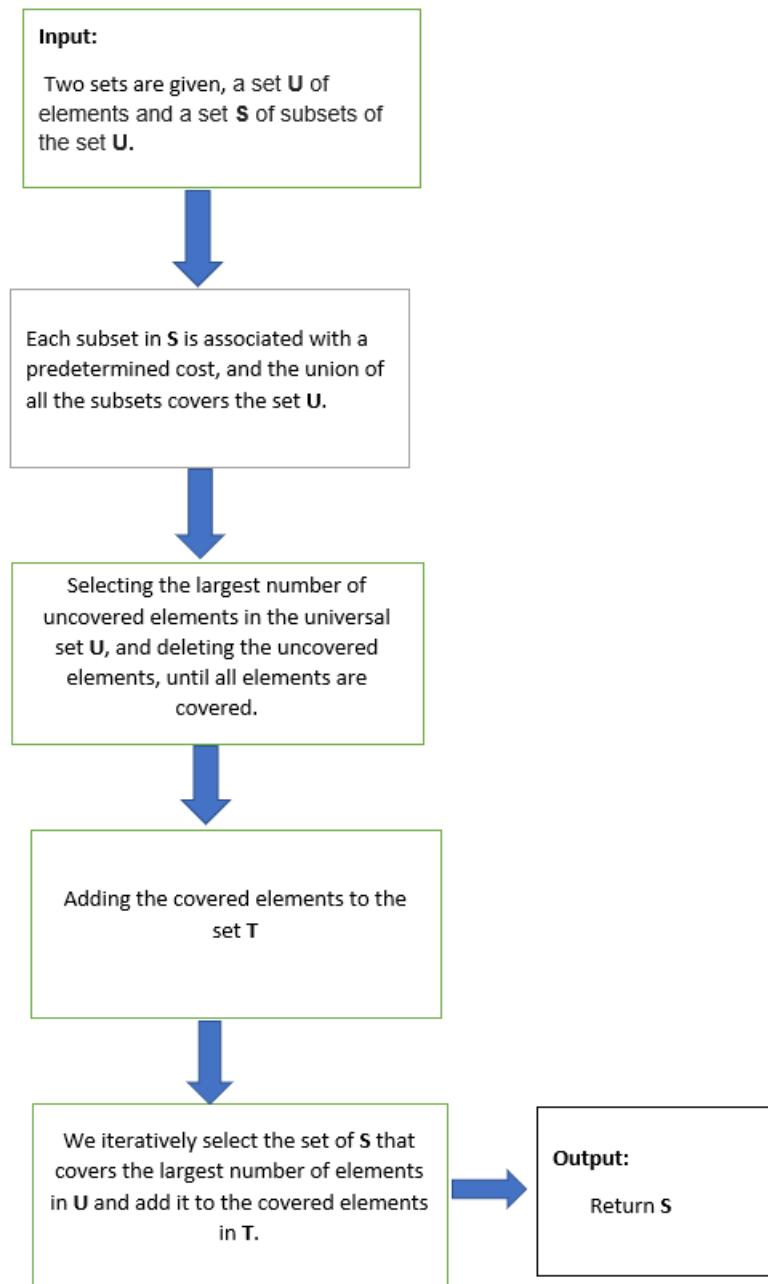 Input:
Two sets are given, a set U of
elements and a set S of subsets of
the set U.
Each subset in S is associated with a
predetermined cost, and the union of
all the subsets covers the set U.
Selecting the largest number of
uncovered elements in the universal
set U, and deleting the uncovered
elements, until all elements are
covered.
Adding the covered elements to the
set T
We iteratively select the set of S that
covers the largest number of elements
in U and add it to the covered elements
in T.
Output:
Return S